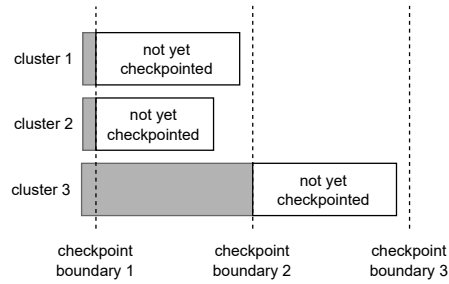 cluster 1
not yet
checkpointed
cluster 2
not yet
checkpointed
cluster 3
not yet
checkpointed
checkpoint
boundary 1
checkpoint
boundary 2
checkpoint
boundary 3